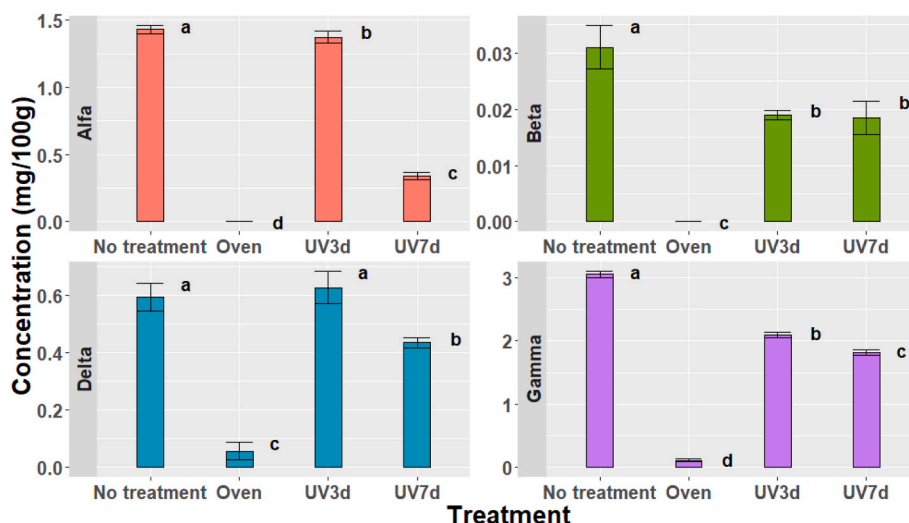 Concentration (mg/100g)
Alfa
1.5
1.0
0.5
0.0
a
d
b
c
No treatment Oven UV3d UV7d
Beta
0.03
0.02
0.01
0.00
a
c
b
b
No treatment Oven UV3d UV7d
Delta
0.6
0.4
0.2
0.0
a
c
a
b
No treatment Oven UV3d UV7d
Gamma
3
2
1
0
a
d
b
c
No treatment Oven UV3d UV7d
Treatment